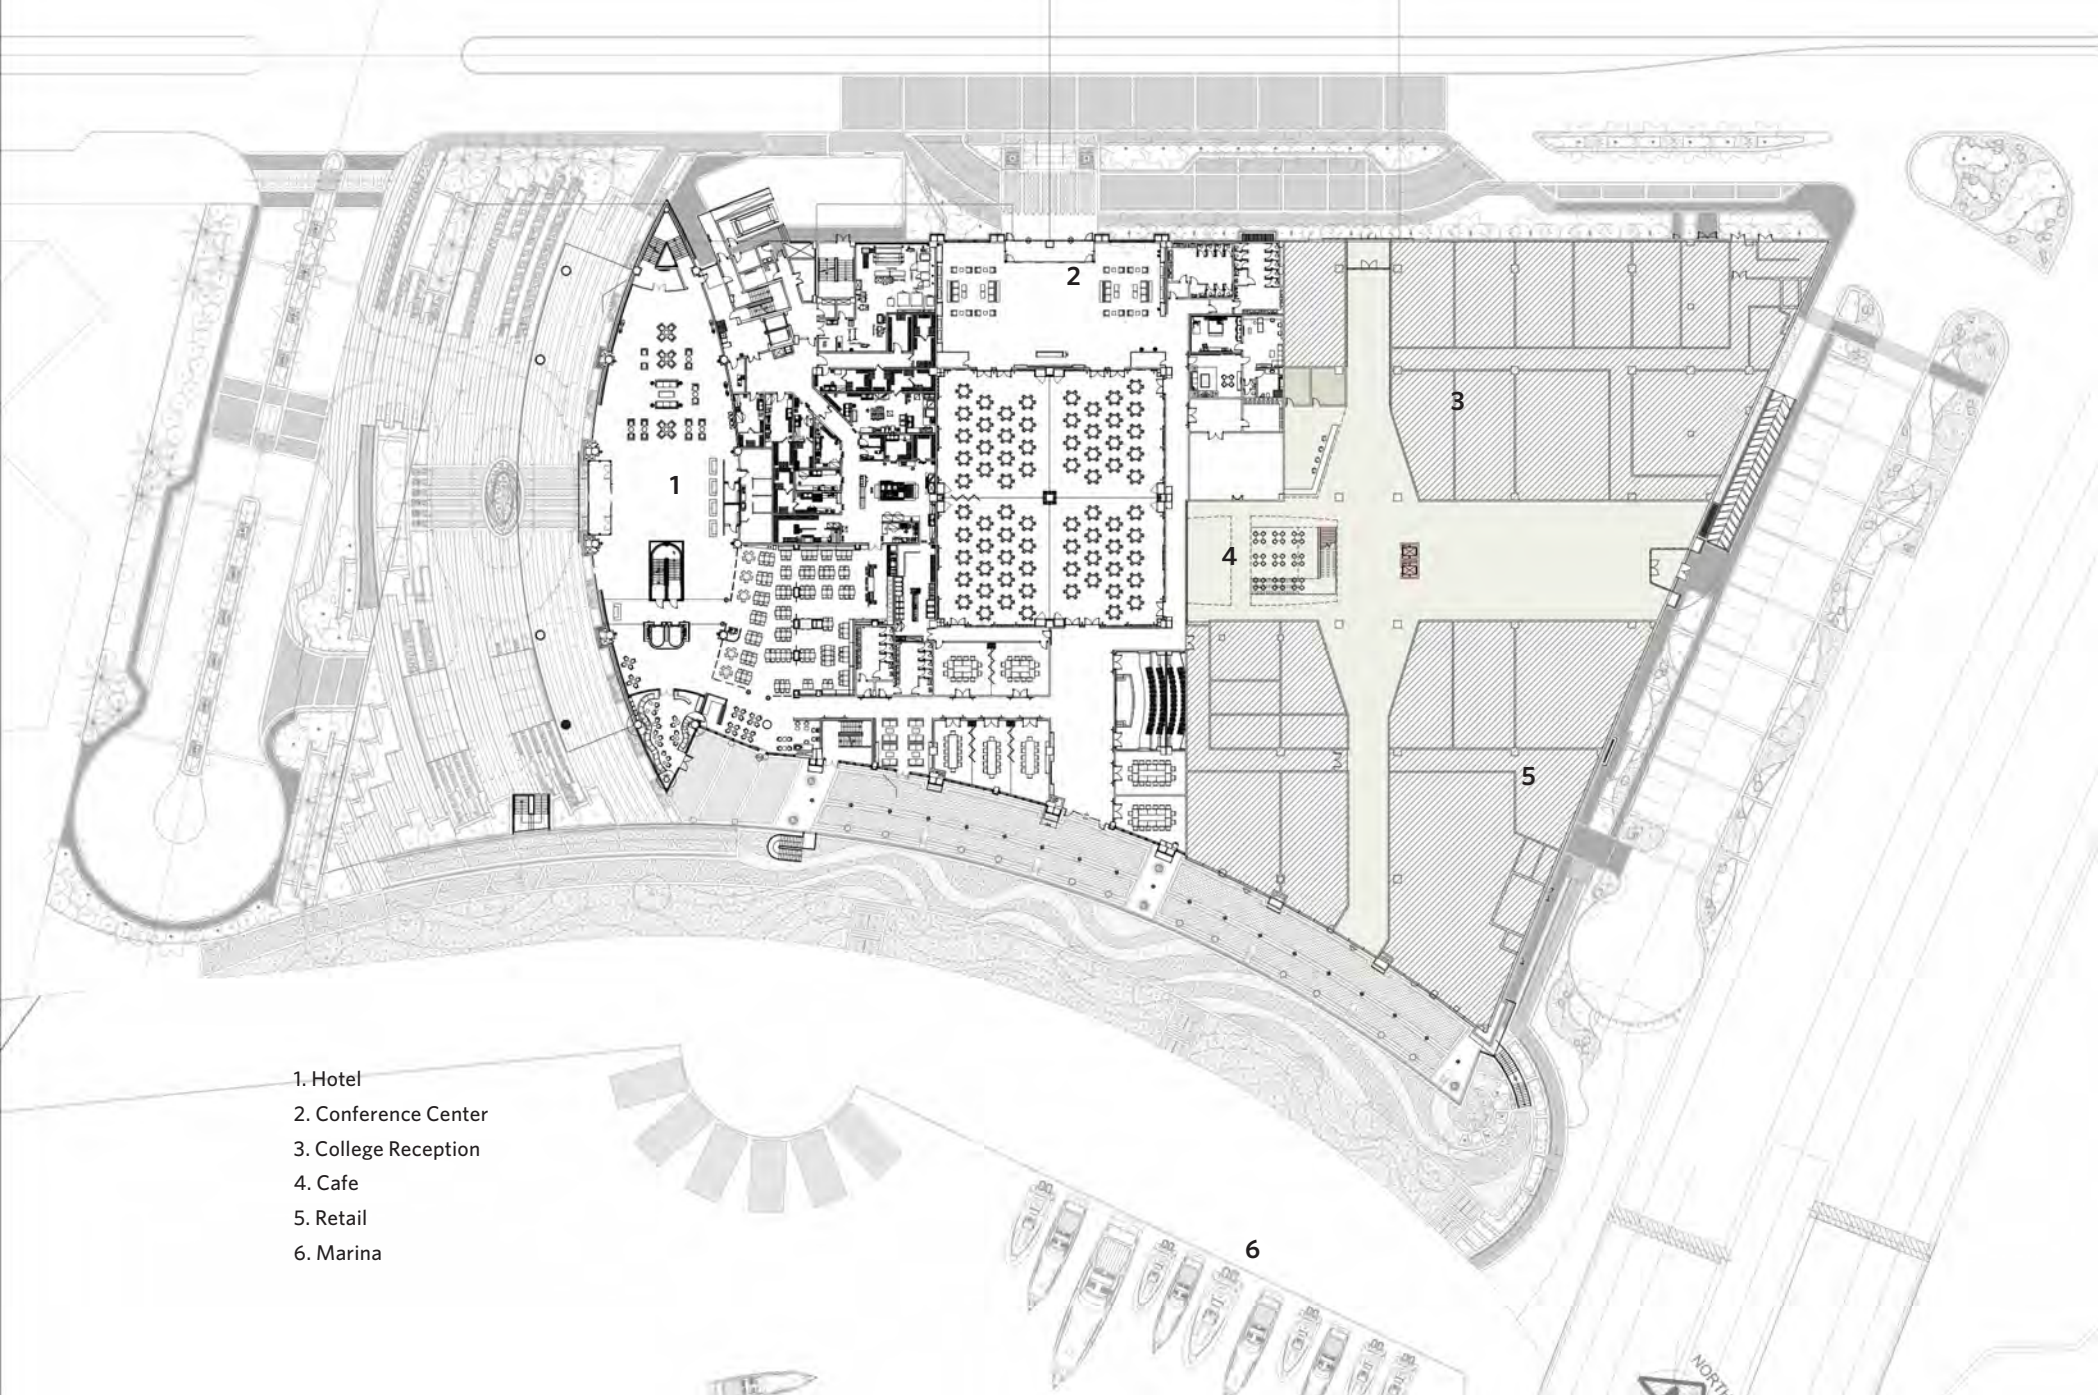 2
3
1
4
5
1. Hotel
2. Conference Center
3. College Reception
4. Cafe
5. Retail
6. Marina
6
NORTH